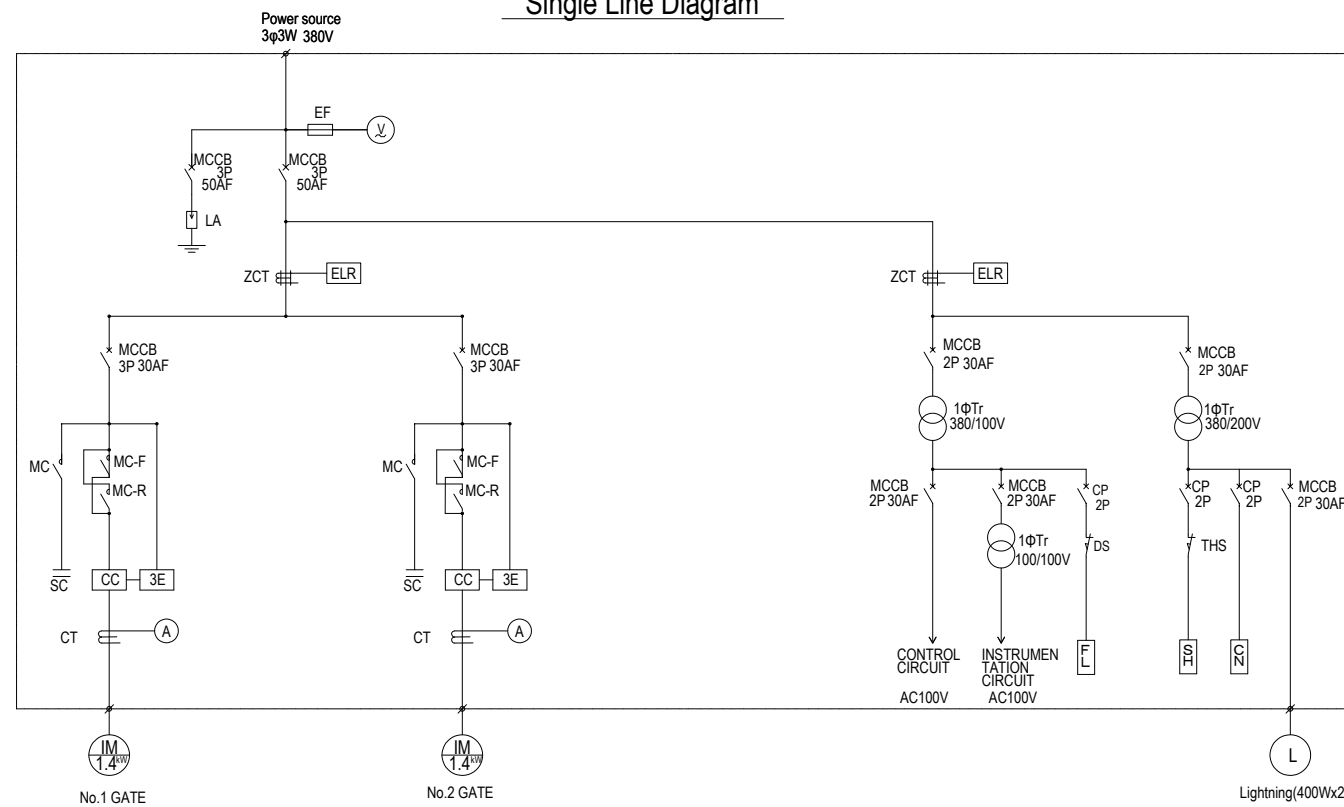 Single Line Diagram
Power source
3φ3W 380V
EF
V
MCCB
3P
50AF
MCCB
3P
50AF
LA
ZCT
ELR
ZCT
ELR
MCCB
3P 30AF
MCCB
3P 30AF
MCCB
2P 30AF
MCCB
2P 30AF
1ΦTr
380/100V
1ΦTr
380/200V
MC
MC-F
MC-R
MC
MC-F
MC-R
MCCB
2P 30AF
MCCB
2P 30AF
CP
2P
CP
2P
CP
2P
MCCB
2P 30AF
1ΦTr
100/100V
DS
THS
SC
CC
3E
SC
CC
3E
CT
A
CT
A
CONTROL
CIRCUIT
AC100V
INSTRUMEN
TATION
CIRCUIT
AC100V
FL
SH
CN
IM
1.4kW
IM
1.4kW
L
No.1 GATE
No.2 GATE
Lightning(400Wx2